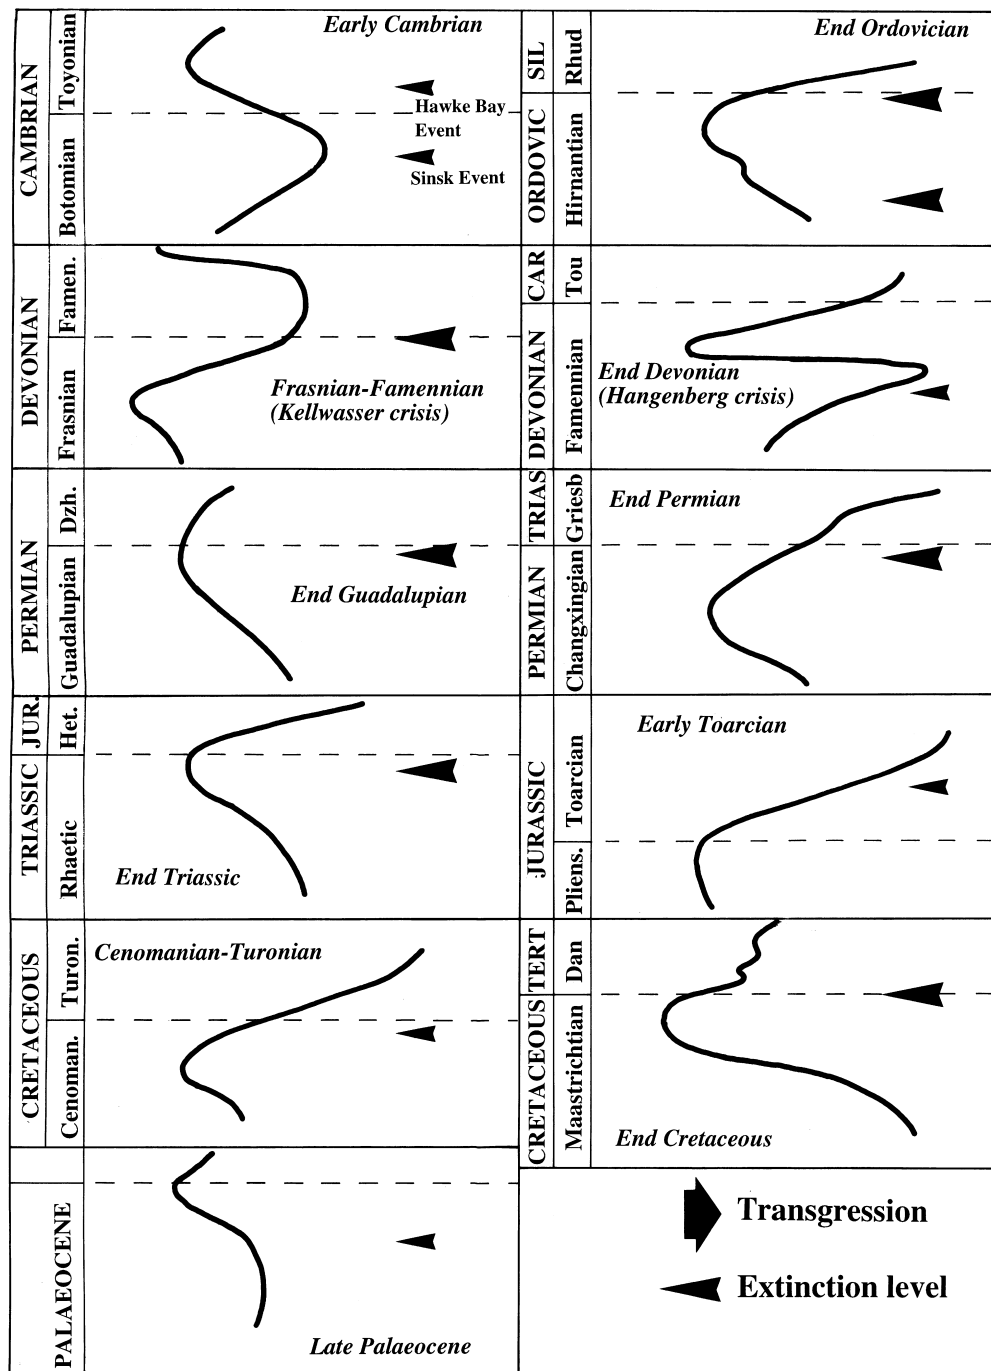 Early Cambrian
CAMBRIAN
Toyonian
Botomian
Hawke Bay
Event
Sinsk Event
End Ordovician
SIL
ORDOVIC
Rhud
Hirnantian
DEVONIAN
Famen.
Frasnian
Frasnian-Famennian
(Kellwasser crisis)
CAR
DEVONIAN
Tou
Famennian
End Devonian
(Hangenberg crisis)
PERMIAN
Dzh.
Guadalupian
End Guadalupian
TRIAS
PERMIAN
Griesb
Changxingian
End Permian
JUR.
TRIASSIC
Het.
Rhaetic
End Triassic
JURASSIC
Toarcian
Pliens.
Early Toarcian
CRETACEOUS
Turon.
Cenoman.
Cenomanian-Turonian
TERT
CRETACEOUS
Dan
Maastrichtian
End Cretaceous
PALAEOCENE
Late Palaeocene
Transgression
Extinction level